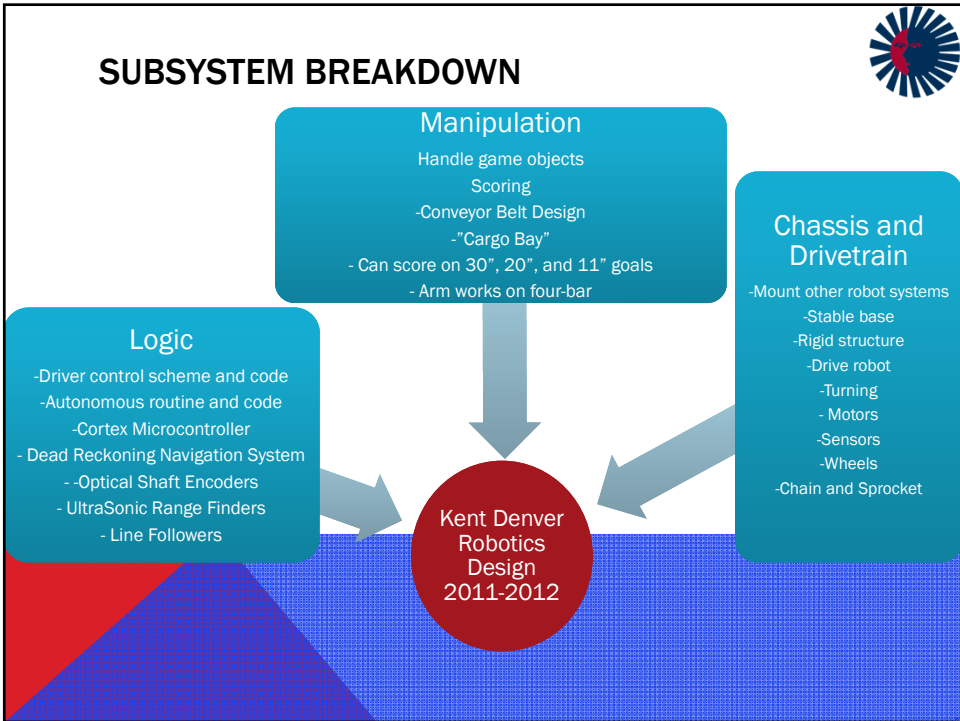 SUBSYSTEM BREAKDOWN
Manipulation
Handle game objects
Scoring
-Conveyor Belt Design
-”Cargo Bay”
- Can score on 30”, 20”, and 11” goals
- Arm works on four-bar
Logic
-Driver control scheme and code
-Autonomous routine and code
-Cortex Microcontroller
- Dead Reckoning Navigation System
- -Optical Shaft Encoders
- UltraSonic Range Finders
- Line Followers
Chassis and
Drivetrain
-Mount other robot systems
-Stable base
-Rigid structure
-Drive robot
-Turning
- Motors
-Sensors
-Wheels
-Chain and Sprocket
Kent Denver
Robotics
Design
2011-2012